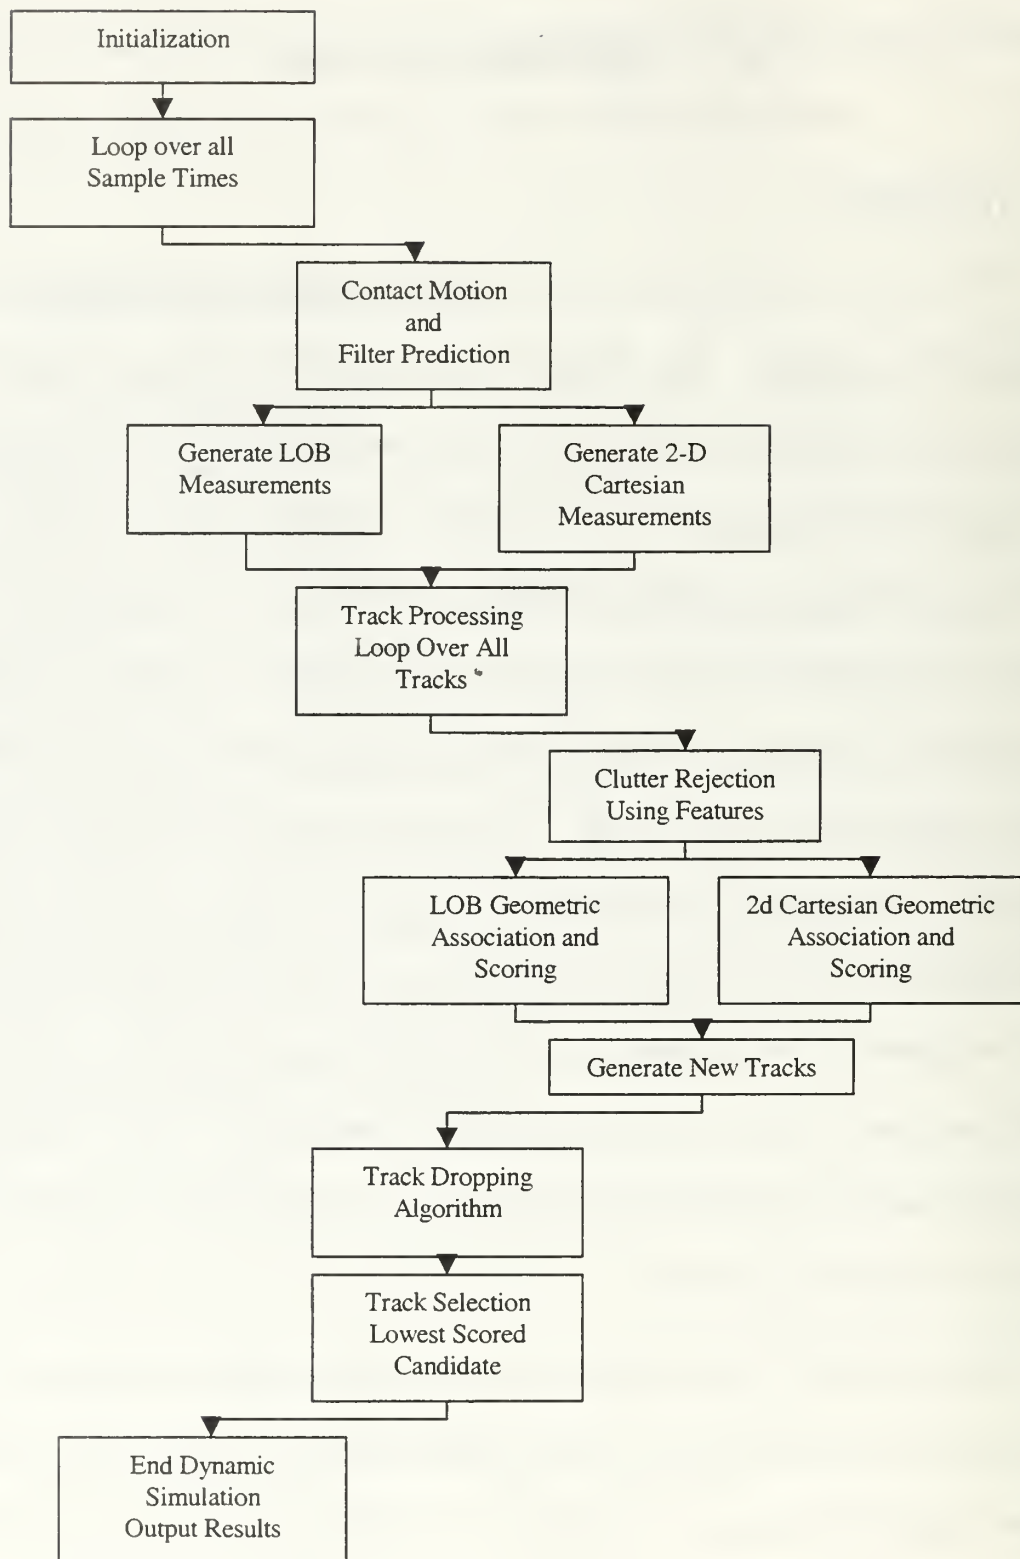 Initialization
Loop over all
Sample Times
Contact Motion
and
Filter Prediction
Generate LOB
Measurements
Generate 2-D
Cartesian
Measurements
Track Processing
Loop Over All
Tracks
Clutter Rejection
Using Features
LOB Geometric
Association and
Scoring
2d Cartesian Geometric
Association and
Scoring
Generate New Tracks
Track Dropping
Algorithm
Track Selection
Lowest Scored
Candidate
End Dynamic
Simulation
Output Results